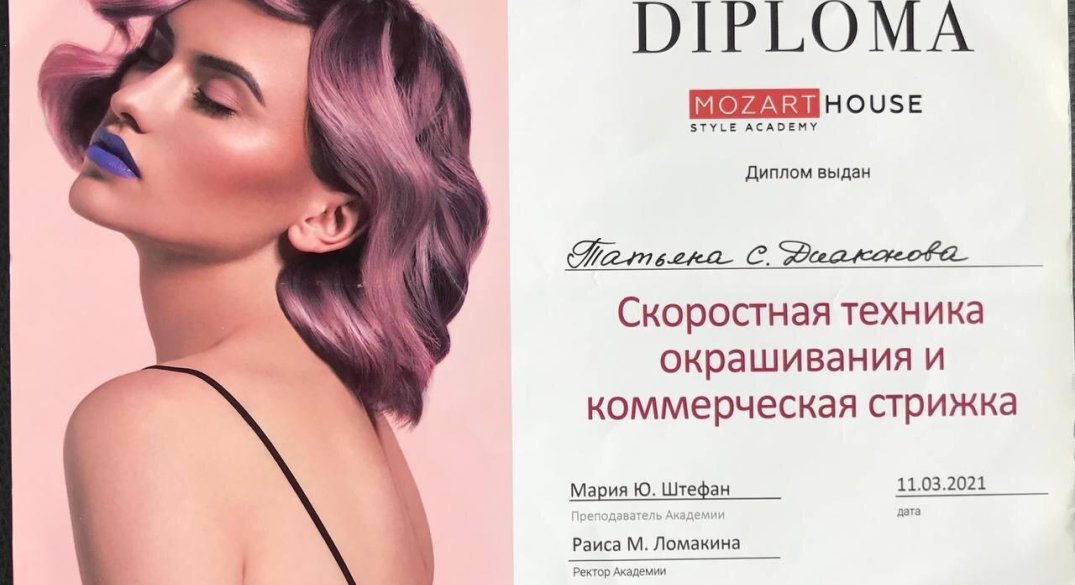 DIPLOMA
MOZART HOUSE
STYLE ACADEMY
Диплом выдан
Татьяна С. Диаконова
Скоростная техника
окрашивания и
коммерческая стрижка
Мария Ю. Штефан
11.03.2021
Преподаватель Академии
дата
Раиса М. Ломакина
Ректор Академии